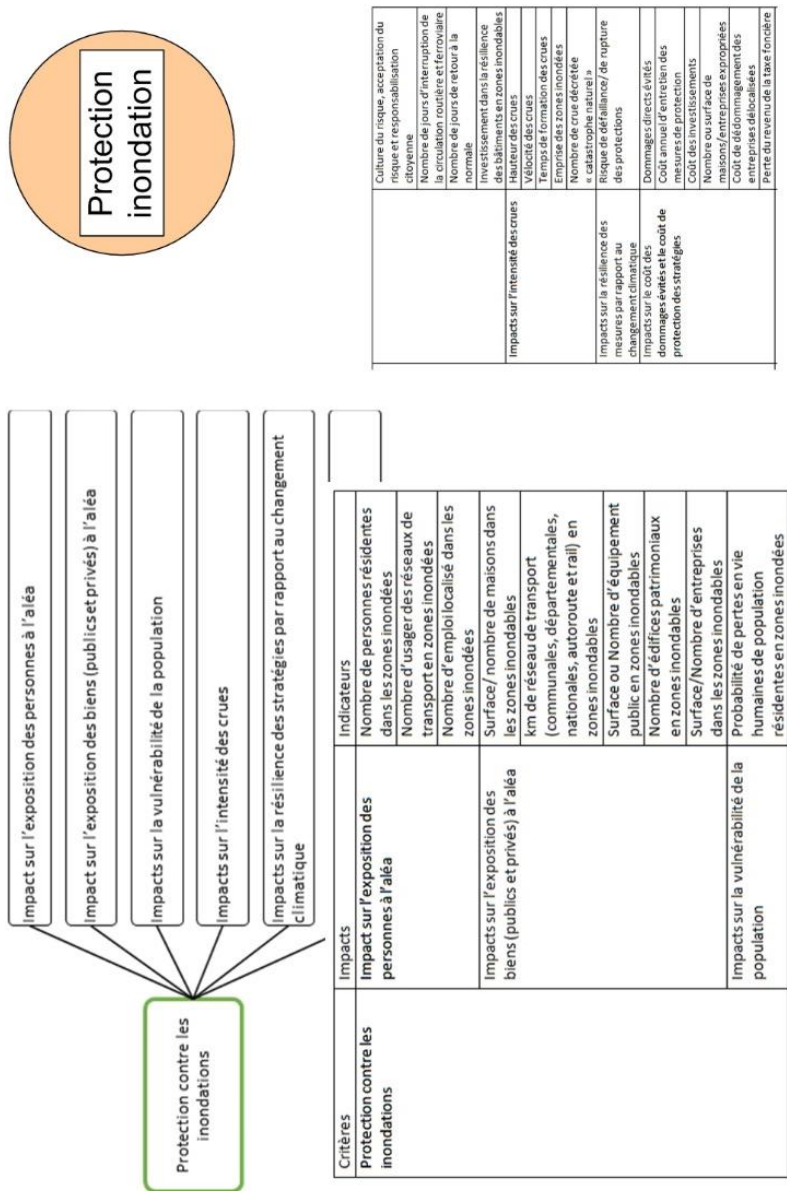 Protection contre les
inondations
Impact sur l'exposition des personnes à l'aléa
Impact sur l'exposition des biens (publicset privés) à l'aléa
Impacts sur la vulnérabilité de la population
Impacts sur l'intensité des crues
Impacts sur la résilience des stratégies par rapport au changement
climatique
Protection
inondation
Critères
Impacts
Indicateurs
Protection contre les
inondations
Impact sur l'exposition des
personnes à l'aléa
Nombre de personnes résidentes
dans les zones inondées
Nombre d'usager des réseaux de
transport en zones inondées
Nombre d'emploi localisé dans les
zones inondées
Impacts sur l'exposition des
biens (publics et privés) à l'aléa
Surface/ nombre de maisons dans
les zones inondables
km de réseau de transport
(communales, départementales,
nationales, autoroute et rail) en
zones inondables
Surface ou Nombre d'équipement
public en zones inondables
Nombre d'édifices patrimoniaux
en zones inondables
Surface/Nombre d'entreprises
dans les zones inondables
Impacts sur la vulnérabilité de la
population
Probabilité de pertes en vie
humaines de population
résidentes en zones inondées
Culture du risque, acceptation du
risque et responsabilisation
citoyenne
Nombre de jours d'interruption de
la circulation routière et ferroviaire
Nombre de jours de retour à la
normale
Investissement dans la résilience
des bâtiments en zones inondables
Impacts sur l'intensité des crues
Hauteur des crues
Vélocité des crues
Temps de formation des crues
Emprise des zones inondées
Nombre de crue décrétée
« catastrophe naturel »
Impacts sur la résilience des
mesures par rapport au
changement climatique
Risque de défaillance/ de rupture
des protections
Impacts sur le coût des
dommages évités et le coût de
protection des stratégies
Dommages directs évités
Coût annuel d'entretien des
mesures de protection
Coût des investissements
Nombre ou surface de
maisons/entreprises expropriées
Coût de dédommagement des
entreprises délocalisées
Perte du revenu de la taxe foncière